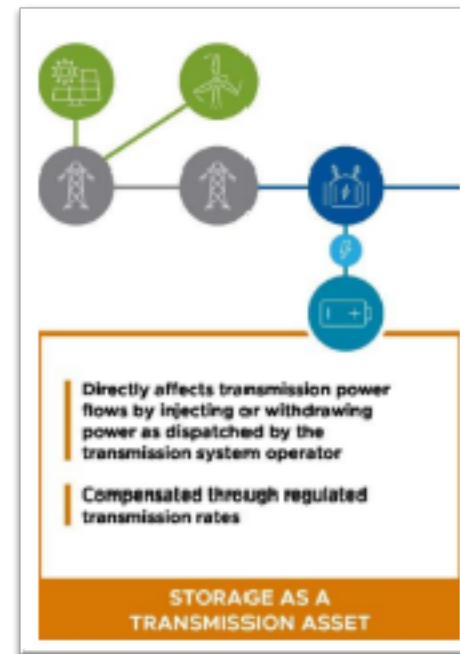 Directly affects transmission power
flows by injecting or withdrawing
power as dispatched by the
transmission system operator
Compensated through regulated
transmission rates
STORAGE AS A
TRANSMISSION ASSET